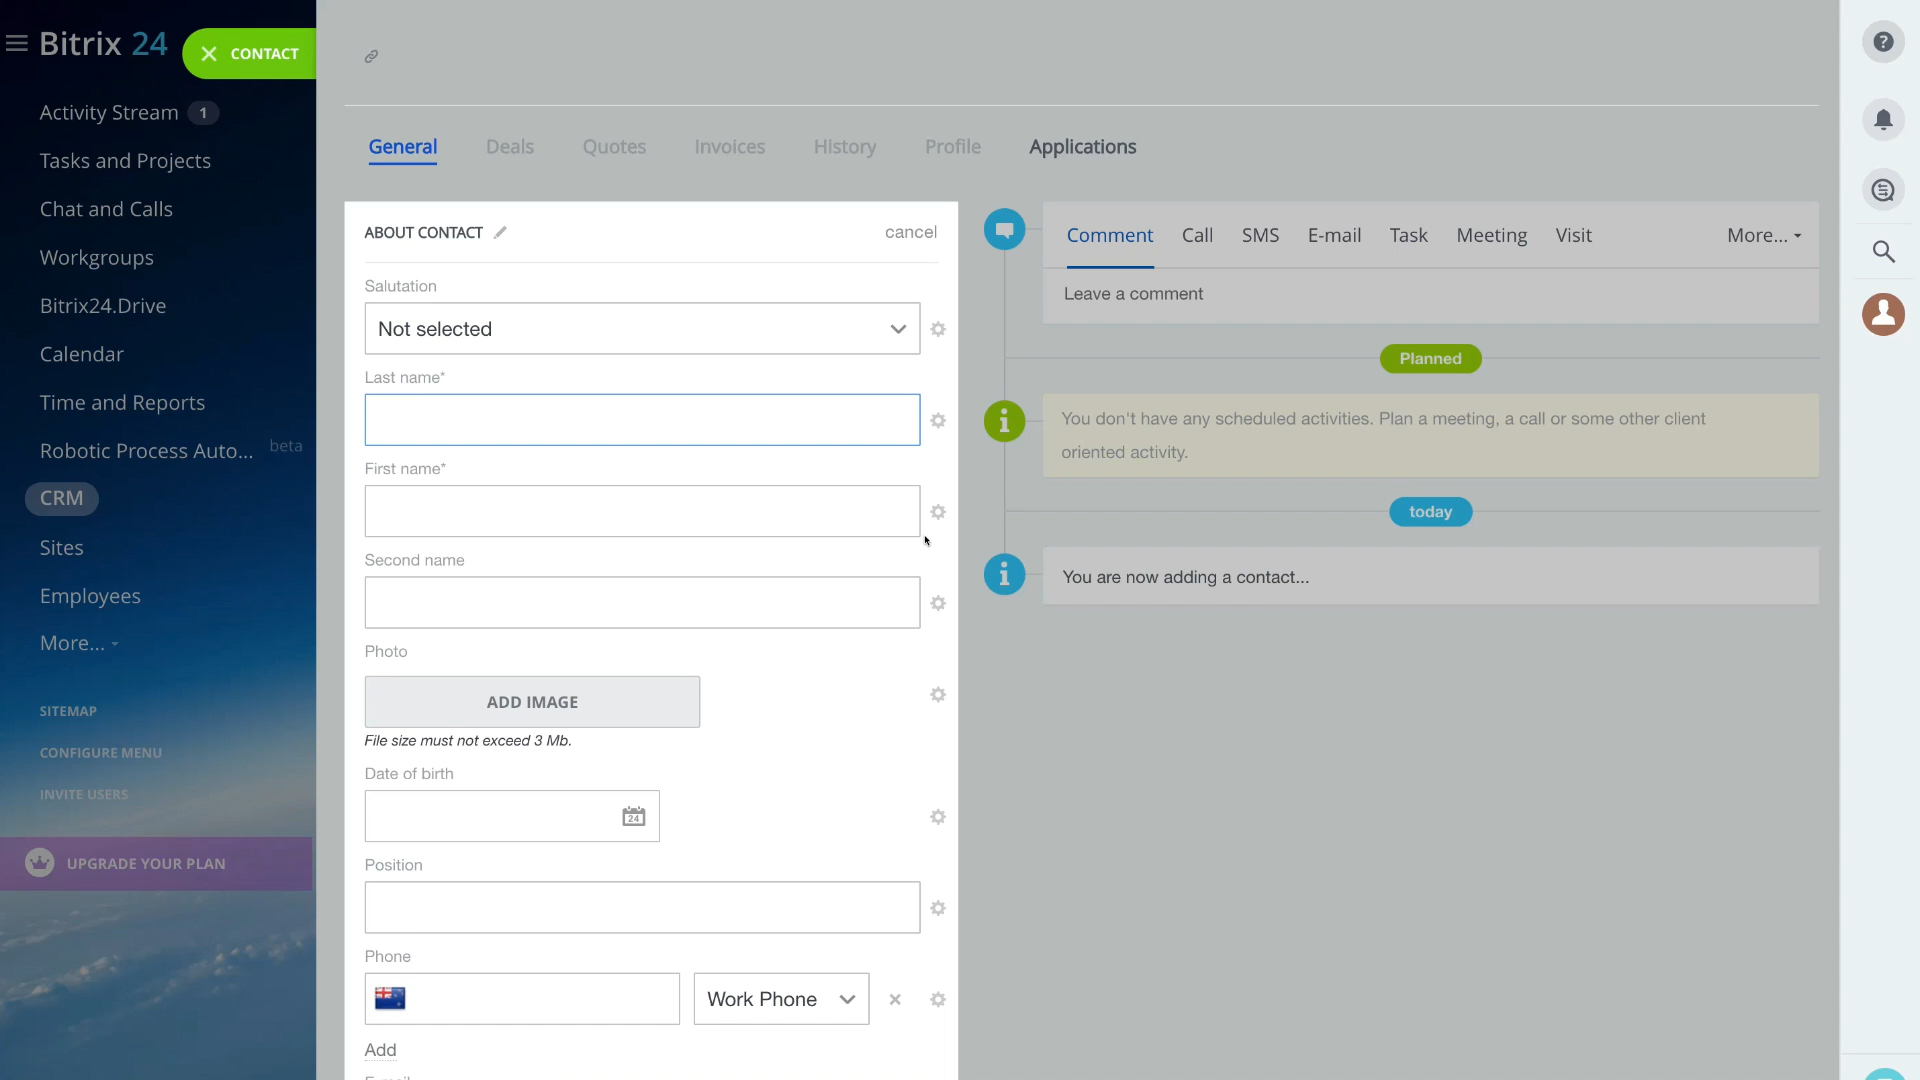 Bitrix 24
CONTACT
Activity Stream 1
Tasks and Projects
Chat and Calls
Workgroups
Bitrix24.Drive
Calendar
Time and Reports
Robotic Process Auto... beta
CRM
Sites
Employees
More...
SITEMAP
CONFIGURE MENU
INVITE USERS
UPGRADE YOUR PLAN
General Deals Quotes Invoices History Profile Applications
ABOUT CONTACT cancel
Salutation
Not selected
Last name*
First name*
Second name
Photo
ADD IMAGE
File size must not exceed 3 Mb.
Date of birth
24
Position
Phone
Work Phone
Add
Comment Call SMS E-mail Task Meeting Visit More...
Leave a comment
Planned
You don't have any scheduled activities. Plan a meeting, a call or some other client
oriented activity.
today
You are now adding a contact...